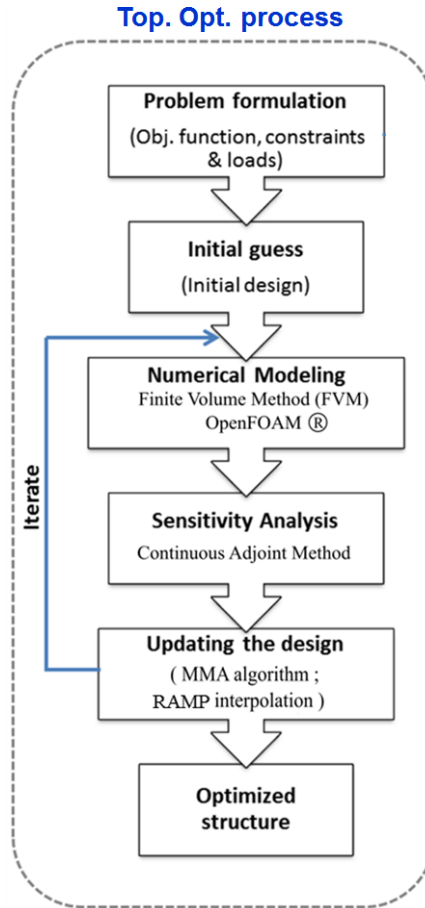 Top. Opt. process
Problem formulation
(Obj. function, constraints
& loads)
Initial guess
(Initial design)
Numerical Modeling
Finite Volume Method (FVM)
OpenFOAM ®
Iterate
Sensitivity Analysis
Continuous Adjoint Method
Updating the design
( MMA algorithm ;
RAMP interpolation )
Optimized
structure